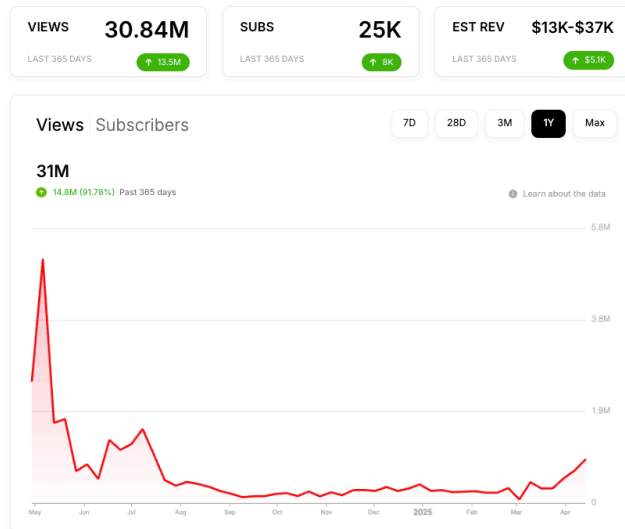 VIEWS 30.84M
LAST 365 DAYS ↑ 13.5M
SUBS 25K
LAST 365 DAYS ↑ 8K
EST REV $13K-$37K
LAST 365 DAYS ↑ $5.1K
Views Subscribers
7D 28D 3M 1Y Max
31M
14.8M (91.78%) Past 365 days
Learn about the data
5.8M
3.8M
1.9M
0
May Jun Jul Aug Sep Oct Nov Dec 2025 Feb Mar Apr